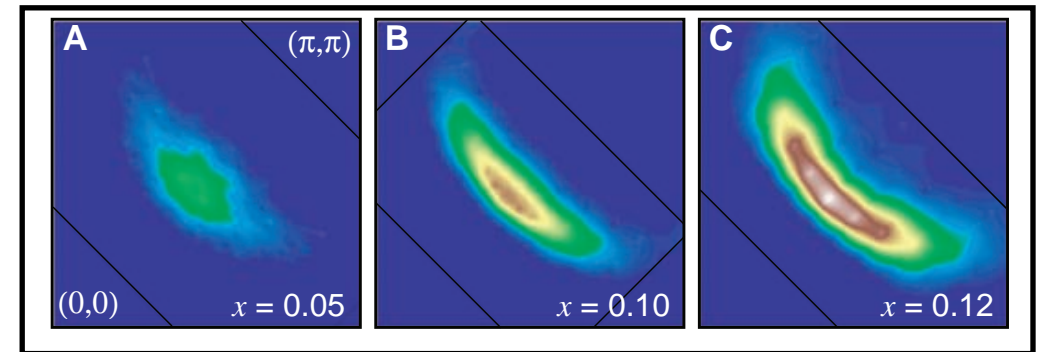 A
(π,π)
(0,0)
x = 0.05
B
x = 0.10
C
x = 0.12